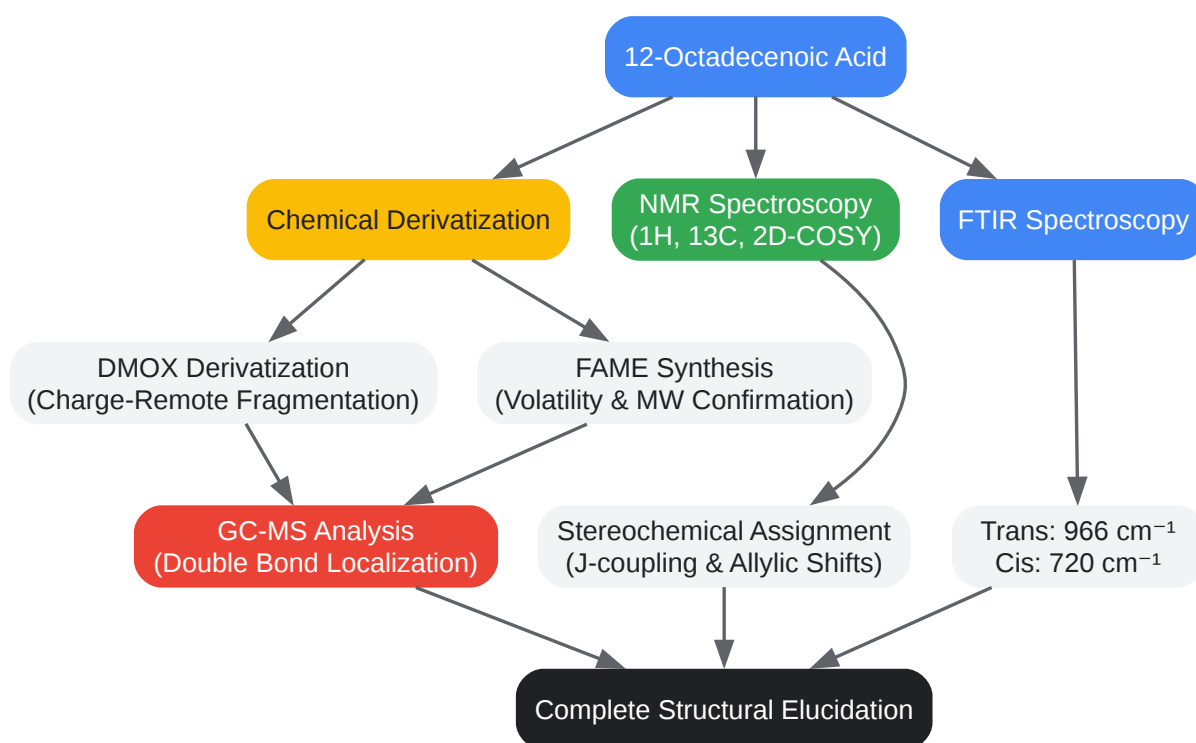 12-Octadecenoic Acid
Chemical Derivatization
NMR Spectroscopy
(1H, 13C, 2D-COSY)
FTIR Spectroscopy
DMOX Derivatization
(Charge-Remote Fragmentation)
FAME Synthesis
(Volatility & MW Confirmation)
GC-MS Analysis
(Double Bond Localization)
Stereochemical Assignment
(J-coupling & Allylic Shifts)
Trans: 966 cm⁻¹
Cis: 720 cm⁻¹
Complete Structural Elucidation